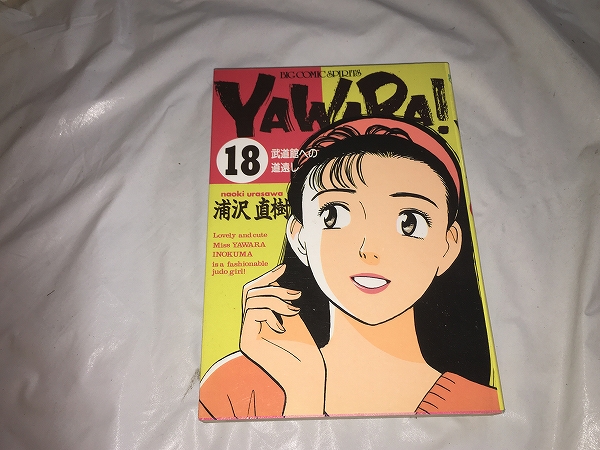 BIG COMIC SPIRITS
YAWARA!
18
武道館への
道遠し
naoki urasawa
浦沢 直樹
Lovely and cute
Miss YAWARA
INOKUMA
is a fashionable
judo girl!